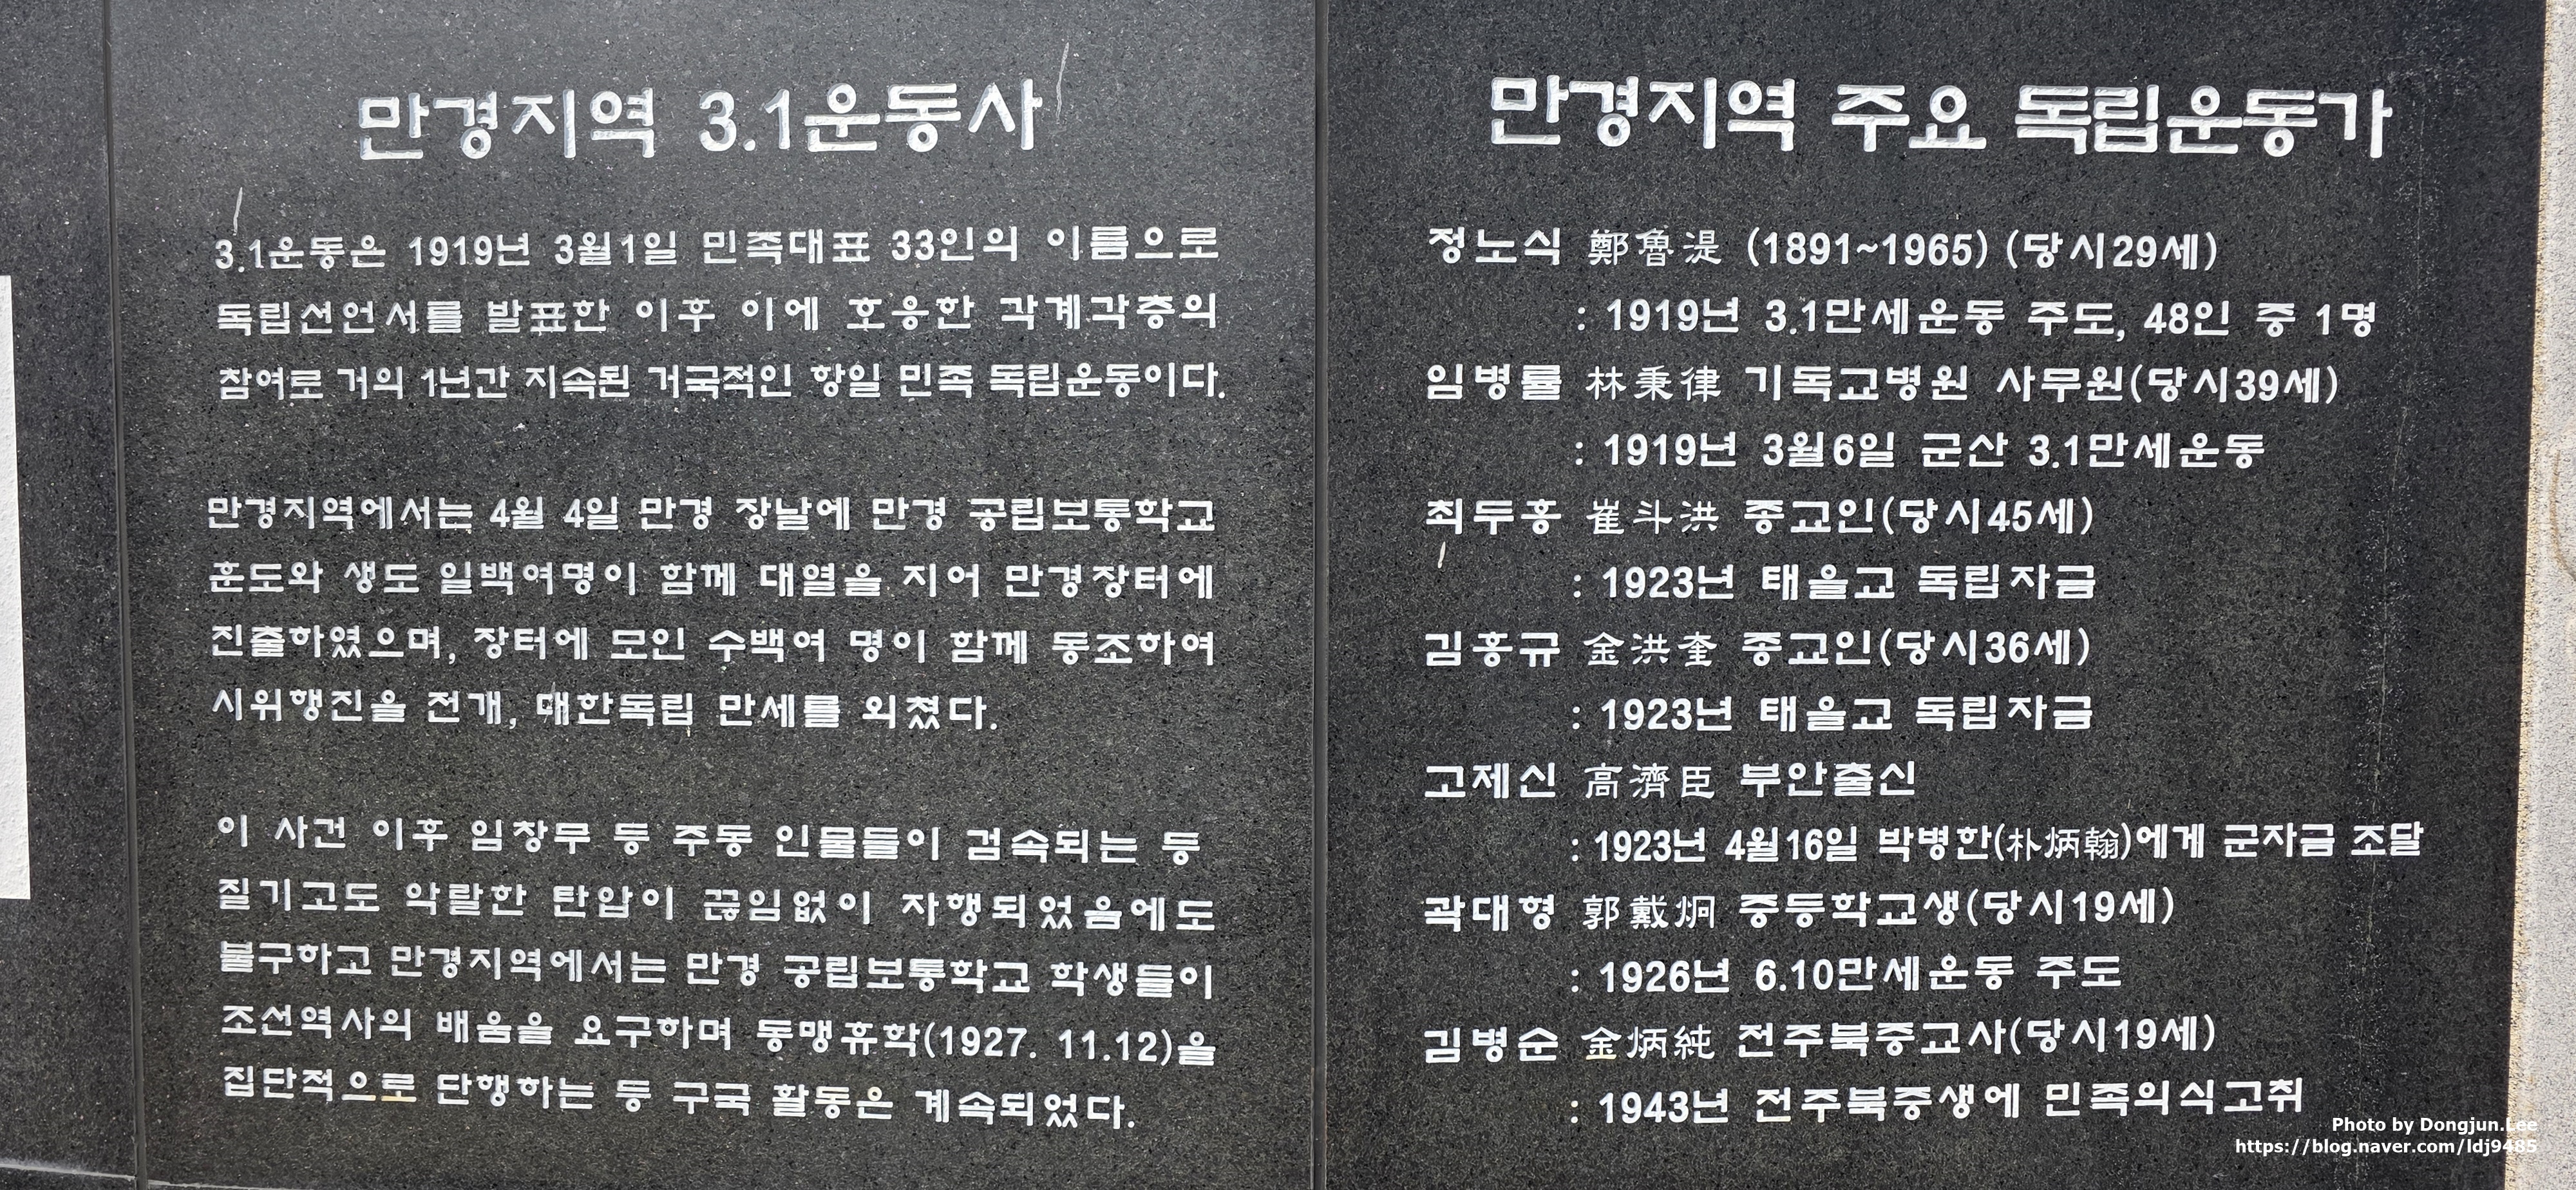 만경지역 3.1운동사
3.1운동은 1919년 3월1일 민족대표 33인의 이름으로
독립선언서를 발표한 이후 이에 호응한 각계각층의
참여로 거의 1년간 지속된 거국적인 항일 민족 독립운동이다.
만경지역에서는 4월 4일 만경 장날에 만경 공립보통학교
훈도와 생도 일백여명이 함께 대열을 지어 만경장터에
진출하였으며, 장터에 모인 수백여 명이 함께 동조하여
시위행진을 전개, 대한독립 만세를 외쳤다.
이 사건 이후 임창무 등 주동 인물들이 검속되는 등
질기고도 악랄한 탄압이 끊임없이 자행되었음에도
불구하고 만경지역에서는 만경 공립보통학교 학생들이
조선역사의 배움을 요구하며 동맹휴학(1927. 11.12)을
집단적으로 단행하는 등 구국 활동은 계속되었다.
만경지역 주요 독립운동가
정노식 鄭魯湜 (1891~1965) (당시29세)
: 1919년 3.1만세운동 주도, 48인 중 1명
임병률 林秉律 기독교병원 사무원(당시39세)
: 1919년 3월6일 군산 3.1만세운동
최두홍 崔斗洪 종교인(당시45세)
: 1923년 태을교 독립자금
김홍규 金洪奎 종교인(당시36세)
: 1923년 태을교 독립자금
고제신 高濟臣 부안출신
: 1923년 4월16일 박병한(朴炳翰)에게 군자금 조달
곽대형 郭戴炯 중등학교생(당시19세)
: 1926년 6.10만세운동 주도
김병순 金炳純 전주북중교사(당시19세)
: 1943년 전주북중생에 민족의식고취
Photo by Dongjun.Lee
https://blog.naver.com/ldj9485